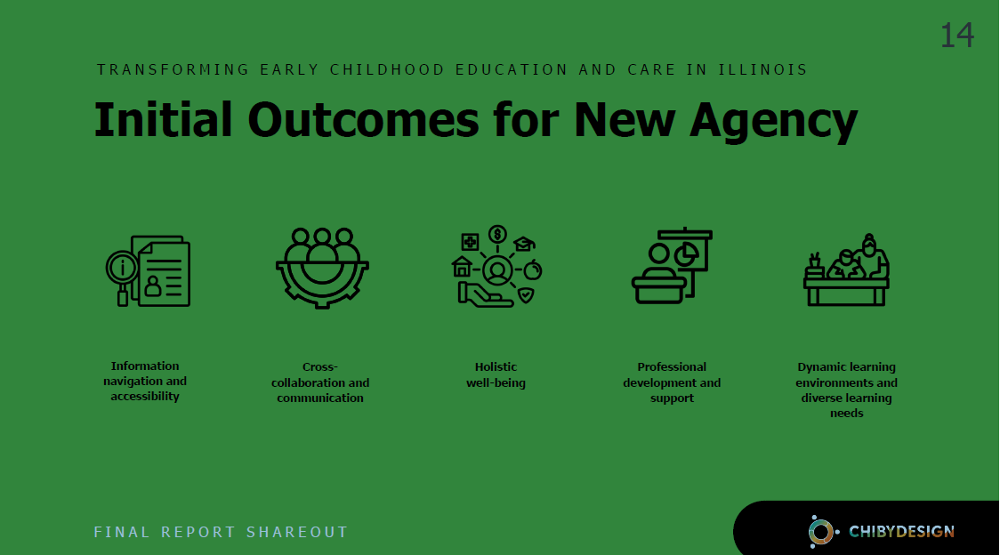 14
TRANSFORMING EARLY CHILDHOOD EDUCATION AND CARE IN ILLINOIS
Initial Outcomes for New Agency
Information
navigation and
accessibility
Cross-
collaboration and
communication
Holistic
well-being
Professional
development and
support
Dynamic learning
environments and
diverse learning
needs
FINAL REPORT SHAREOUT
CHIBYDESIGN